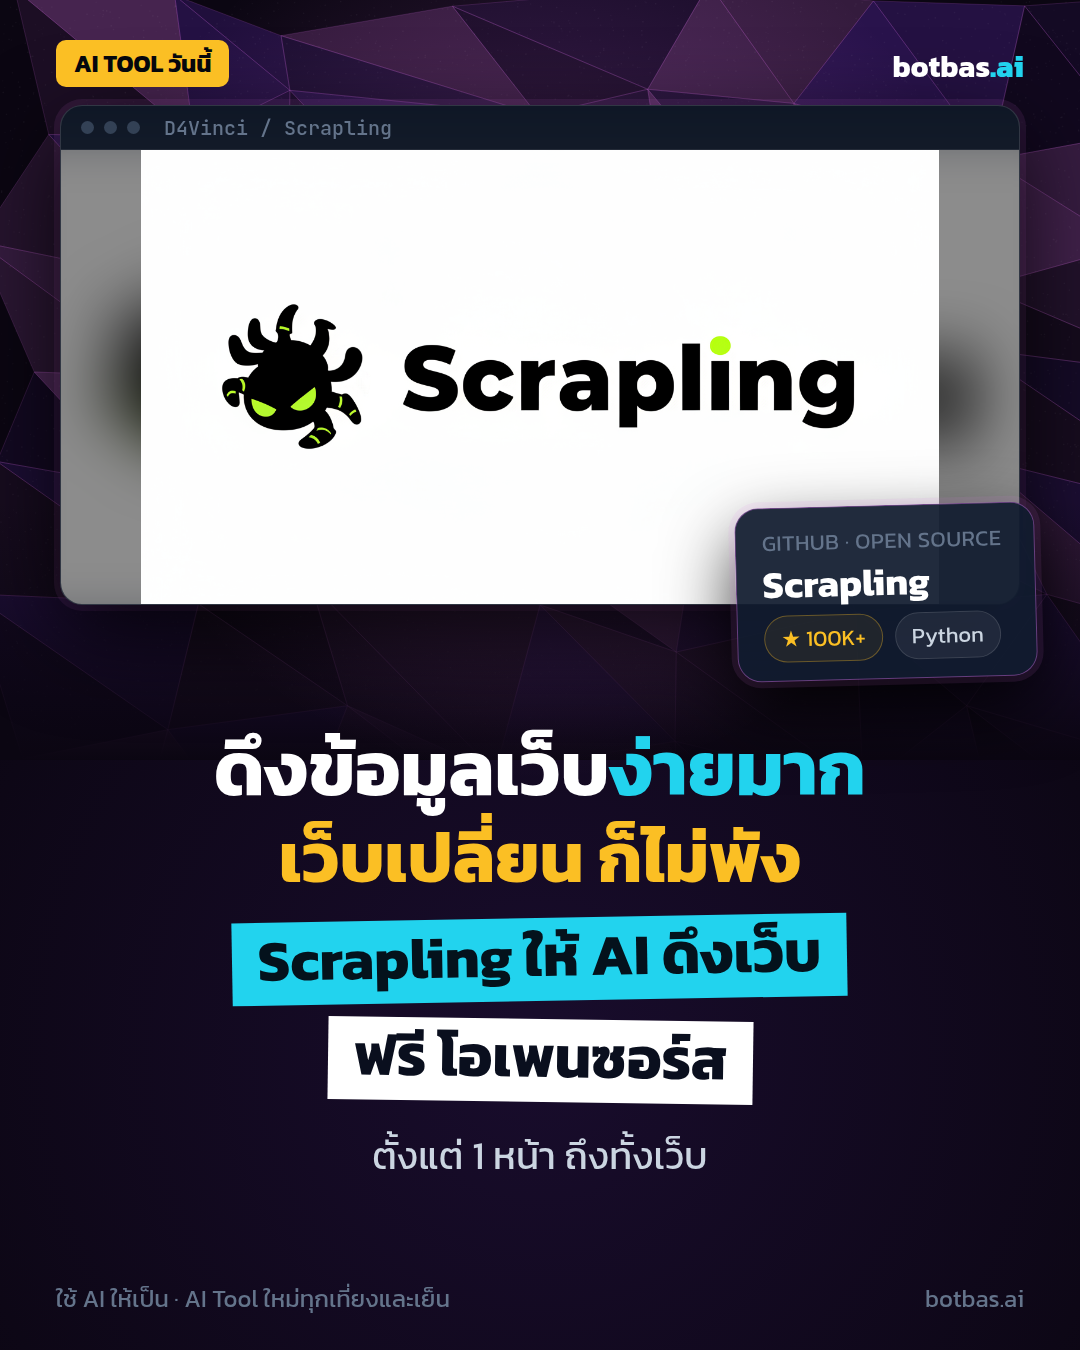 AI TOOL วันนี้
botbas.ai
D4Vinci / Scrapling
Scrapling
GITHUB · OPEN SOURCE
Scrapling
★ 100K+
Python
ดึงข้อมูลเว็บง่ายมาก
เว็บเปลี่ยน ก็ไม่พัง
Scrapling ให้ AI ดึงเว็บ
ฟรี โอเพนซอร์ส
ตั้งแต่ 1 หน้า ถึงทั้งเว็บ
ใช้ AI ให้เป็น · AI Tool ใหม่ทุกเที่ยงและเย็น
botbas.ai